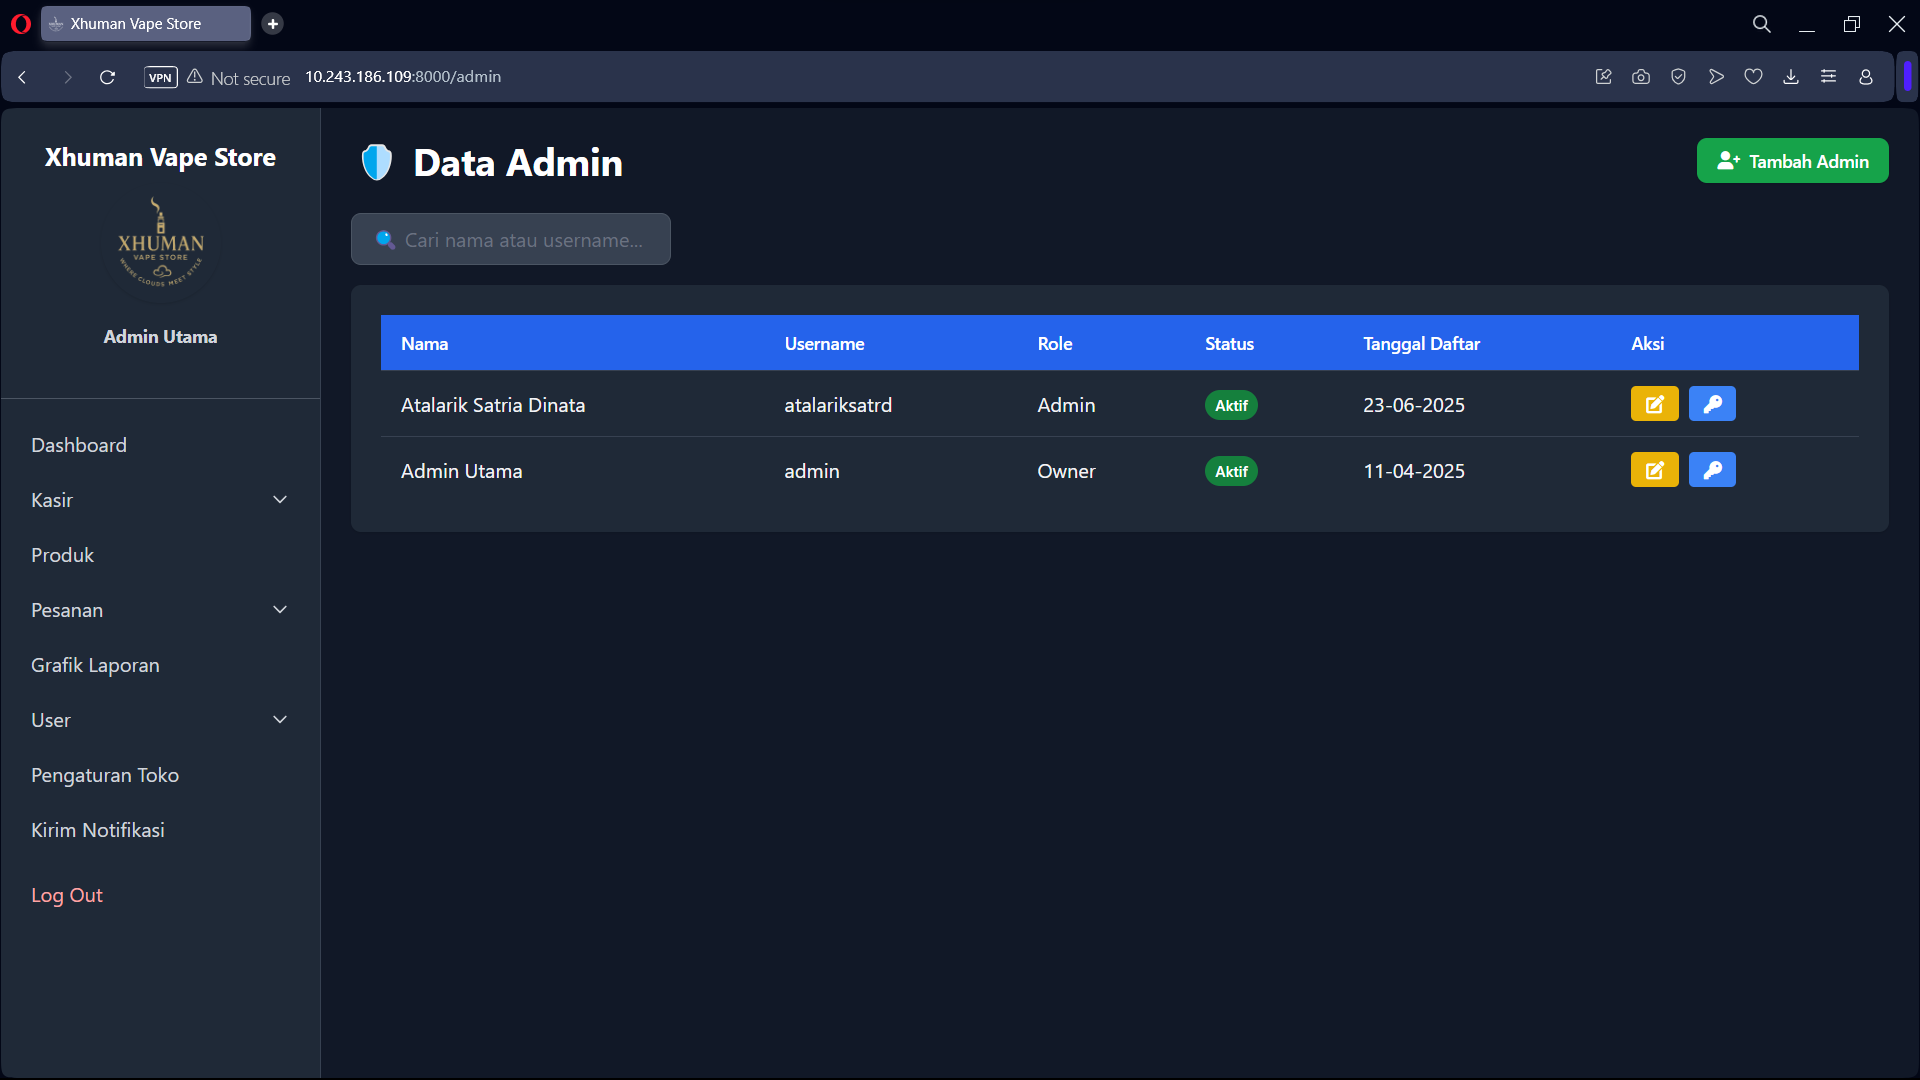 Xhuman Vape Store
VPN Not secure 10.243.186.109:8000/admin
Xhuman Vape Store
XHUMAN
VAPE STORE
WHERE CLOUDS MEET STYLE
Admin Utama
Dashboard
Kasir
Produk
Pesanan
Grafik Laporan
User
Pengaturan Toko
Kirim Notifikasi
Log Out
Data Admin
Tambah Admin
Cari nama atau username...
Nama Username Role Status Tanggal Daftar Aksi
Atalarik Satria Dinata atalariksatrd Admin Aktif 23-06-2025
Admin Utama admin Owner Aktif 11-04-2025